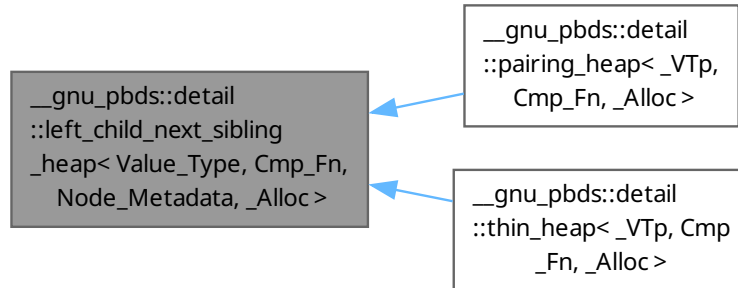 __gnu_pbds::detail
::left_child_next_sibling
_heap< Value_Type, Cmp_Fn,
Node_Metadata, _Alloc >
__gnu_pbds::detail
::pairing_heap< _VTp,
Cmp_Fn, _Alloc >
__gnu_pbds::detail
::thin_heap< _VTp, Cmp
_Fn, _Alloc >